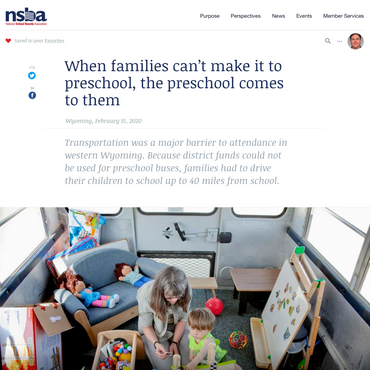 nsba
National School Boards Association
Purpose Perspectives News Events Member Services
Saved to your Favorites
When families can’t make it to
preschool, the preschool comes
to them
Wyoming, February 15, 2020
Transportation was a major barrier to attendance in
western Wyoming. Because district funds could not
be used for preschool buses, families had to drive
their children to school up to 40 miles from school.